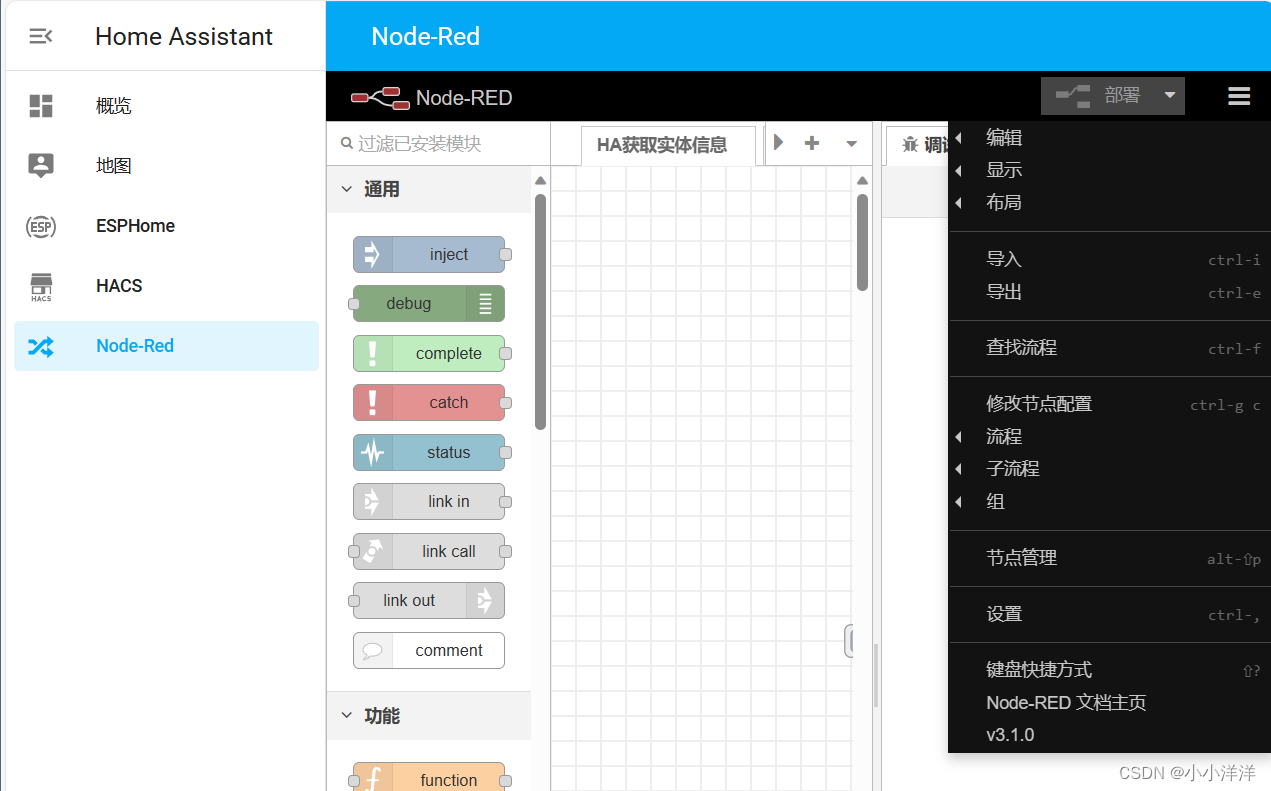 Home Assistant
概览
地图
ESPHome
HACS
HACS
Node-Red
Node-Red
Node-RED
部署
过滤已安装模块
通用
inject
debug
complete
catch
status
link in
link call
link out
comment
功能
function
HA获取实体信息
调
编辑
显示
布局
导入 ctrl-i
导出 ctrl-e
查找流程 ctrl-f
修改节点配置 ctrl-g c
流程
子流程
组
节点管理 alt-⇧p
设置 ctrl-,
键盘快捷方式 ⇧?
Node-RED 文档主页
v3.1.0
CSDN @小小洋洋